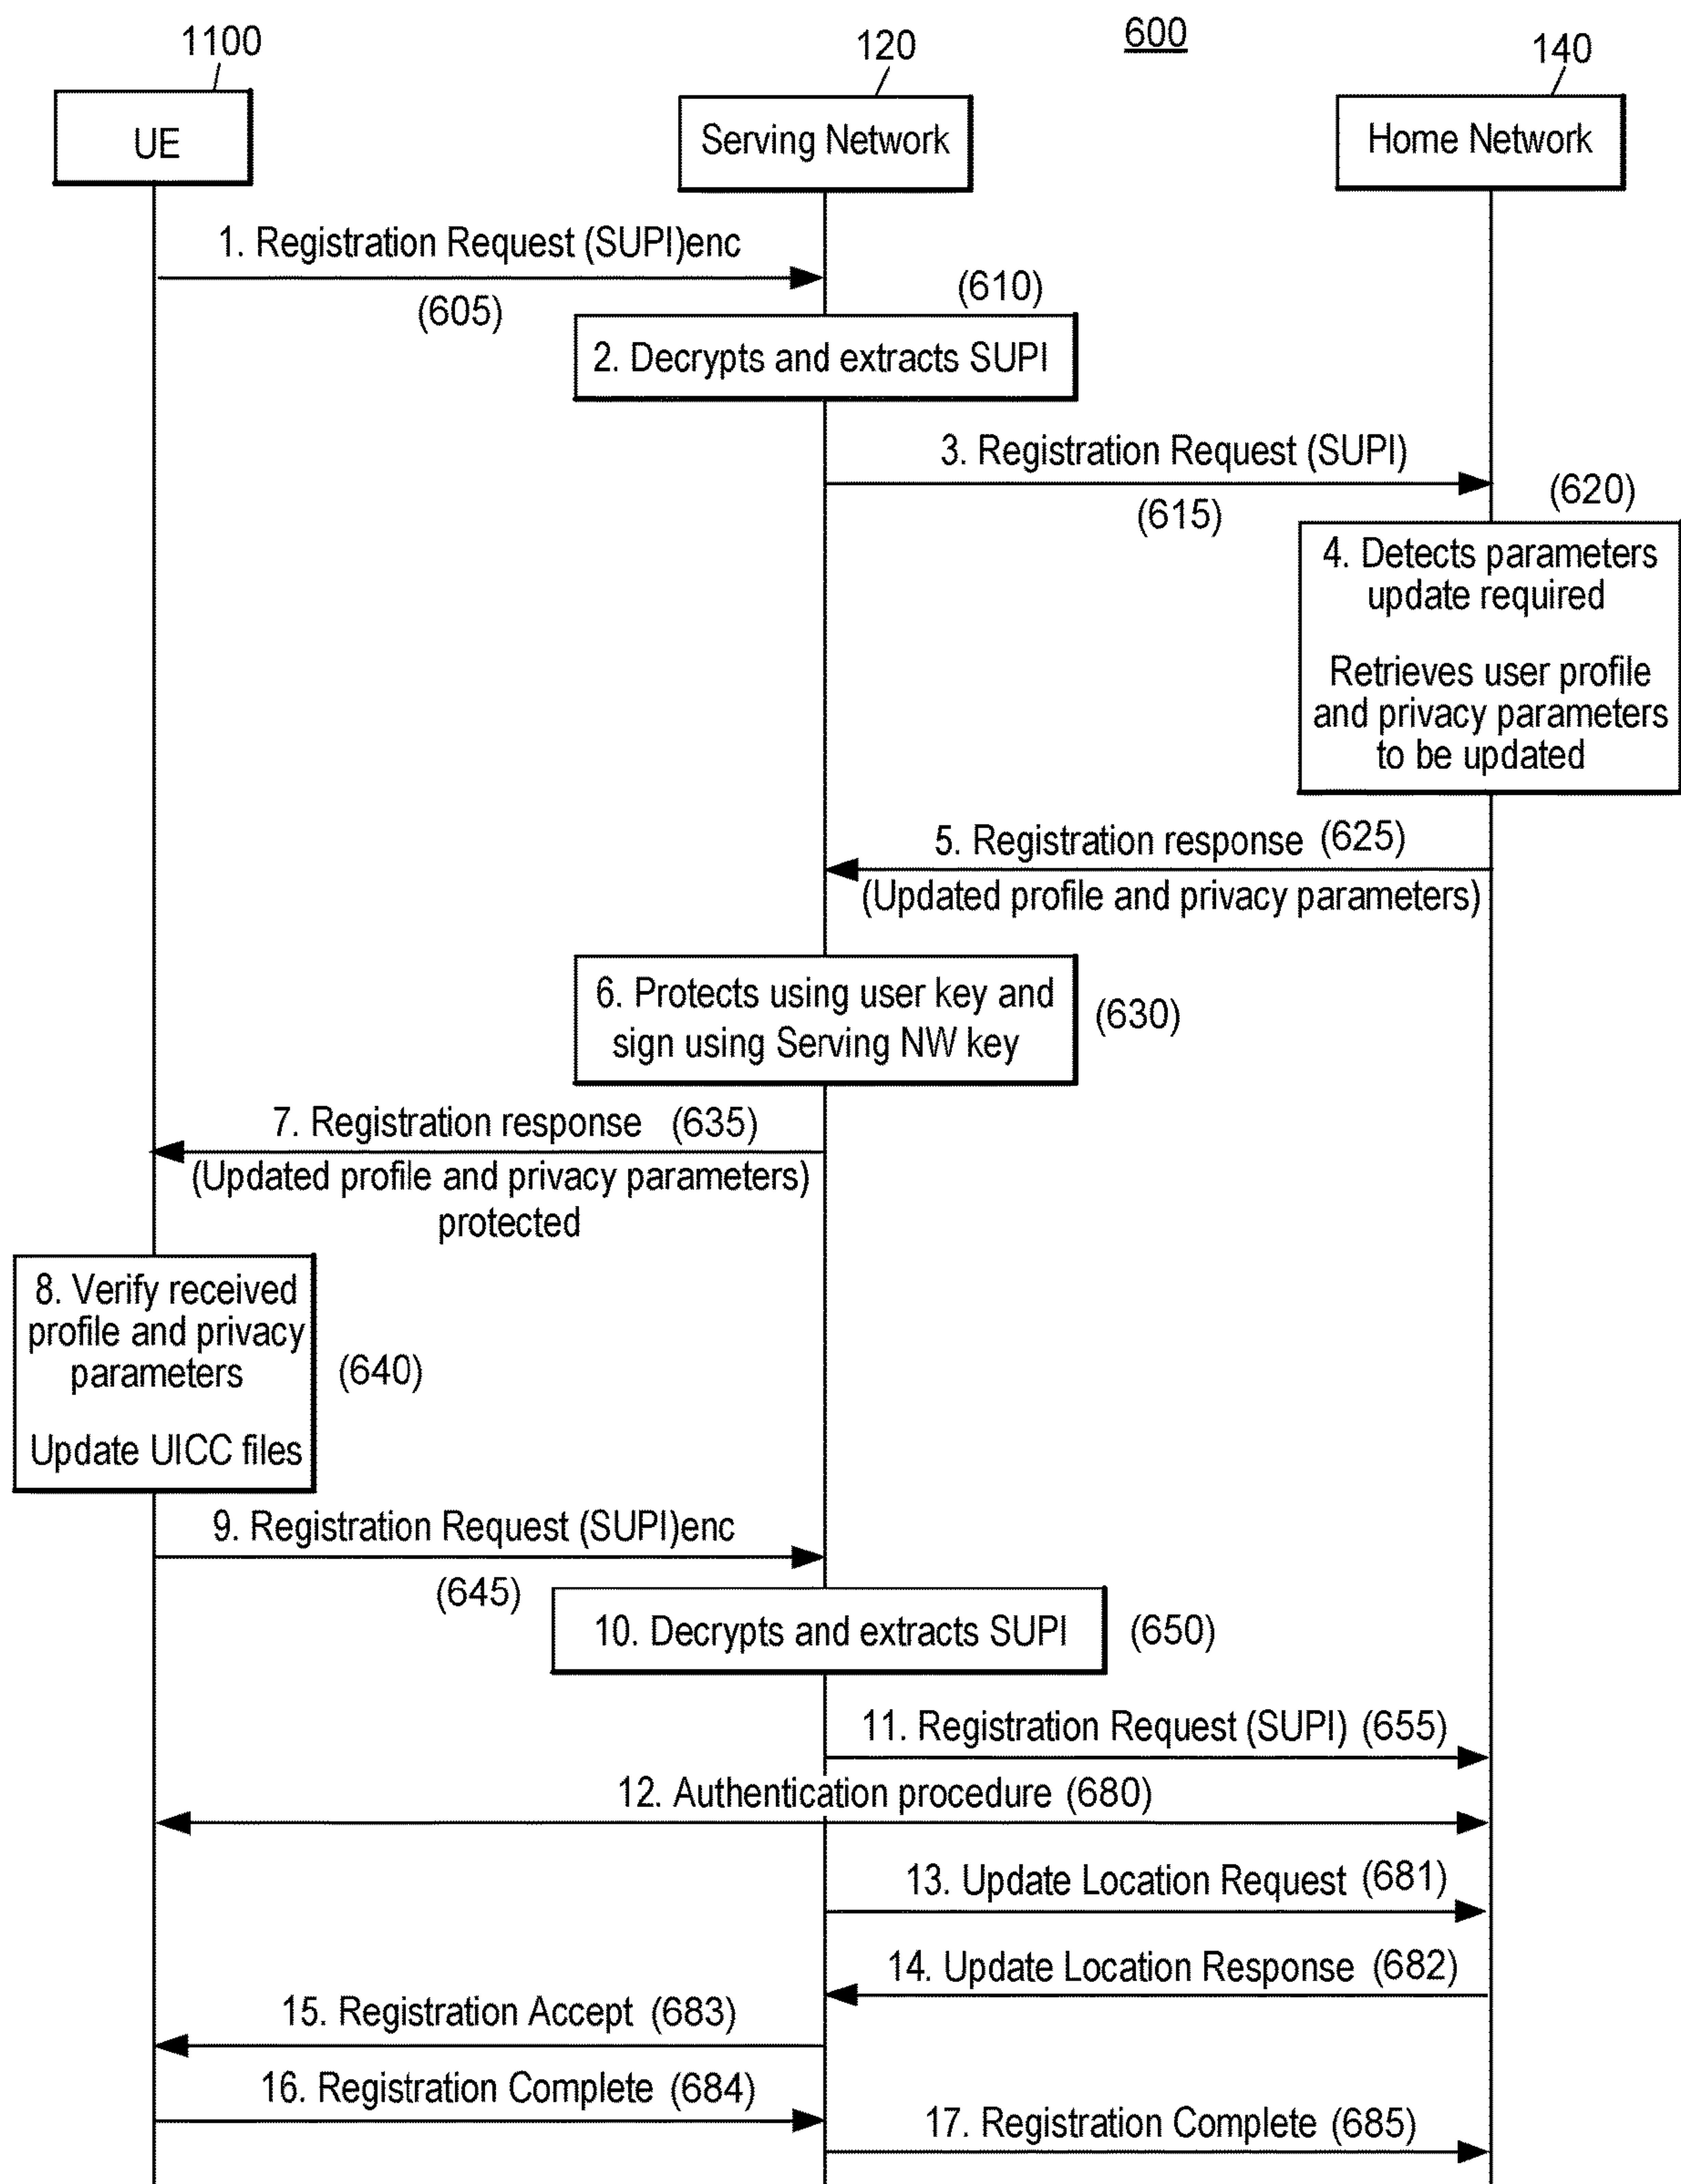 600
1100
120
140
UE
Serving Network
Home Network
1. Registration Request (SUPI)enc
(605)
(610)
2. Decrypts and extracts SUPI
3. Registration Request (SUPI)
(615)
(620)
4. Detects parameters
update required
Retrieves user profile
and privacy parameters
to be updated
5. Registration response (625)
(Updated profile and privacy parameters)
6. Protects using user key and
sign using Serving NW key
(630)
7. Registration response (635)
(Updated profile and privacy parameters)
protected
8. Verify received
profile and privacy
parameters
Update UICC files
(640)
9. Registration Request (SUPI)enc
(645)
10. Decrypts and extracts SUPI
(650)
11. Registration Request (SUPI) (655)
12. Authentication procedure (680)
13. Update Location Request (681)
14. Update Location Response (682)
15. Registration Accept (683)
16. Registration Complete (684)
17. Registration Complete (685)